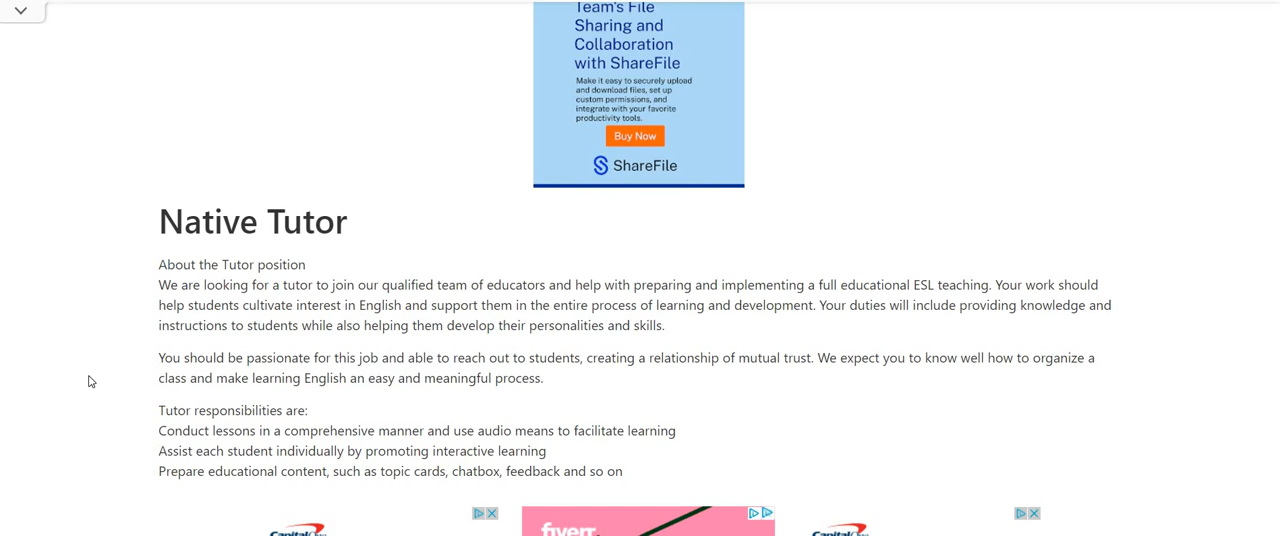 Team's File
Sharing and
Collaboration
with ShareFile
Make it easy to securely upload
and download files, set up
custom permissions, and
integrate with your favorite
productivity tools.
Buy Now
ShareFile
Native Tutor
About the Tutor position
We are looking for a tutor to join our qualified team of educators and help with preparing and implementing a full educational ESL teaching. Your work should
help students cultivate interest in English and support them in the entire process of learning and development. Your duties will include providing knowledge and
instructions to students while also helping them develop their personalities and skills.
You should be passionate for this job and able to reach out to students, creating a relationship of mutual trust. We expect you to know well how to organize a
class and make learning English an easy and meaningful process.
Tutor responsibilities are:
Conduct lessons in a comprehensive manner and use audio means to facilitate learning
Assist each student individually by promoting interactive learning
Prepare educational content, such as topic cards, chatbox, feedback and so on
fiverr.